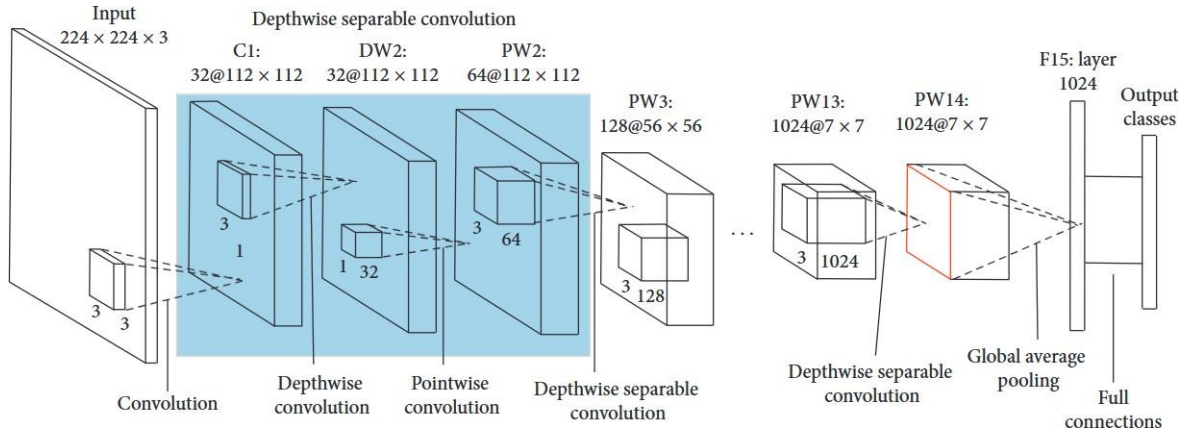 Input
224 × 224 × 3
Depthwise separable convolution
C1:
32@112 × 112
DW2:
32@112 × 112
PW2:
64@112 × 112
PW3:
128@56 × 56
PW13:
1024@7 × 7
PW14:
1024@7 × 7
F15: layer
1024
Output
classes
3
3
3
1
1
32
3
64
3
128
...
3
1024
Convolution
Depthwise
convolution
Pointwise
convolution
Depthwise separable
convolution
Depthwise separable
convolution
Global average
pooling
Full
connections